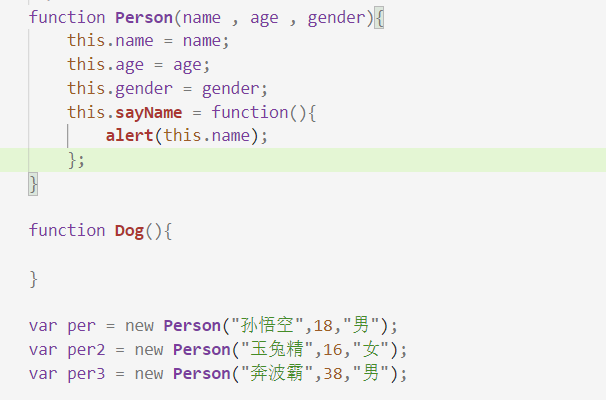 function Person(name , age , gender){
this.name = name;
this.age = age;
this.gender = gender;
this.sayName = function(){
alert(this.name);
};
}
function Dog(){
}
var per = new Person("孙悟空",18,"男");
var per2 = new Person("玉兔精",16,"女");
var per3 = new Person("奔波霸",38,"男");